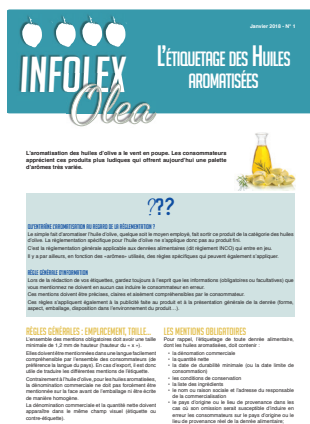 Janvier 2018 - N° 1
INFOLEX
Olea
L'ÉTIQUETAGE DES HUILES
AROMATISÉES
L'aromatisation des huiles d'olive a le vent en poupe. Les consommateurs
apprécient ces produits plus ludiques qui offrent aujourd'hui une palette
d'arômes très variée.
???
QU'ENTRAÎNE L'AROMATISATION AU REGARD DE LA RÉGLEMENTATION ?
Le simple fait d'aromatiser l'huile d'olive, quelque soit le moyen employé, fait sortir ce produit de la catégorie des huiles
d'olive. La réglementation spécifique pour l'huile d'olive ne s'applique donc pas au produit fini.
C'est la réglementation générale applicable aux denrées alimentaires (dit règlement INCO) qui entre en jeu.
Il y a par ailleurs, en fonction des «arômes» utilisés, des règles spécifiques qui peuvent également s'appliquer.
RÈGLE GÉNÉRALE D'INFORMATION
Lors de la rédaction de vos étiquettes, gardez toujours à l'esprit que les informations (obligatoires ou facultatives) que
vous mentionnez ne doivent en aucun cas induire le consommateur en erreur.
Ces mentions doivent être précises, claires et aisément compréhensibles par le consommateur.
Ces règles s'appliquent également à la publicité faite au produit et à la présentation générale de la denrée (forme,
aspect, emballage, disposition dans l'environnement du produit…).
RÈGLES GÉNÉRALES : EMPLACEMENT, TAILLE...
L'ensemble des mentions obligatoires doit avoir une taille
minimale de 1,2 mm de hauteur (hauteur du « x »).
Elles doivent être mentionnées dans une langue facilement
compréhensible par l'ensemble des consommateurs (de
préférence la langue du pays). En cas d'export, il est donc
utile de traduire les différentes mentions de l'étiquette.
Contrairement à l'huile d'olive, pour les huiles aromatisées,
la dénomination commerciale ne doit pas forcément être
mentionnée sur la face avant de l'emballage ni être écrite
de manière homogène.
La dénomination commerciale et la quantité nette doivent
apparaître dans le même champ visuel (étiquette ou
contre-étiquette).
LES MENTIONS OBLIGATOIRES
Pour rappel, l'étiquetage de toute denrée alimentaire,
dont les huiles aromatisées, doit contenir :
• la dénomination commerciale
• la quantité nette
• la date de durabilité minimale (ou la date limite de
consommation)
• les conditions de conservation
• la liste des ingrédients
• le nom ou raison sociale et l'adresse du responsable
de la commercialisation
• le pays d'origine ou le lieu de provenance dans les
cas où son omission serait susceptible d'induire en
erreur les consommateurs sur le pays d'origine ou le
lieu de provenance réel de la denrée alimentaire;